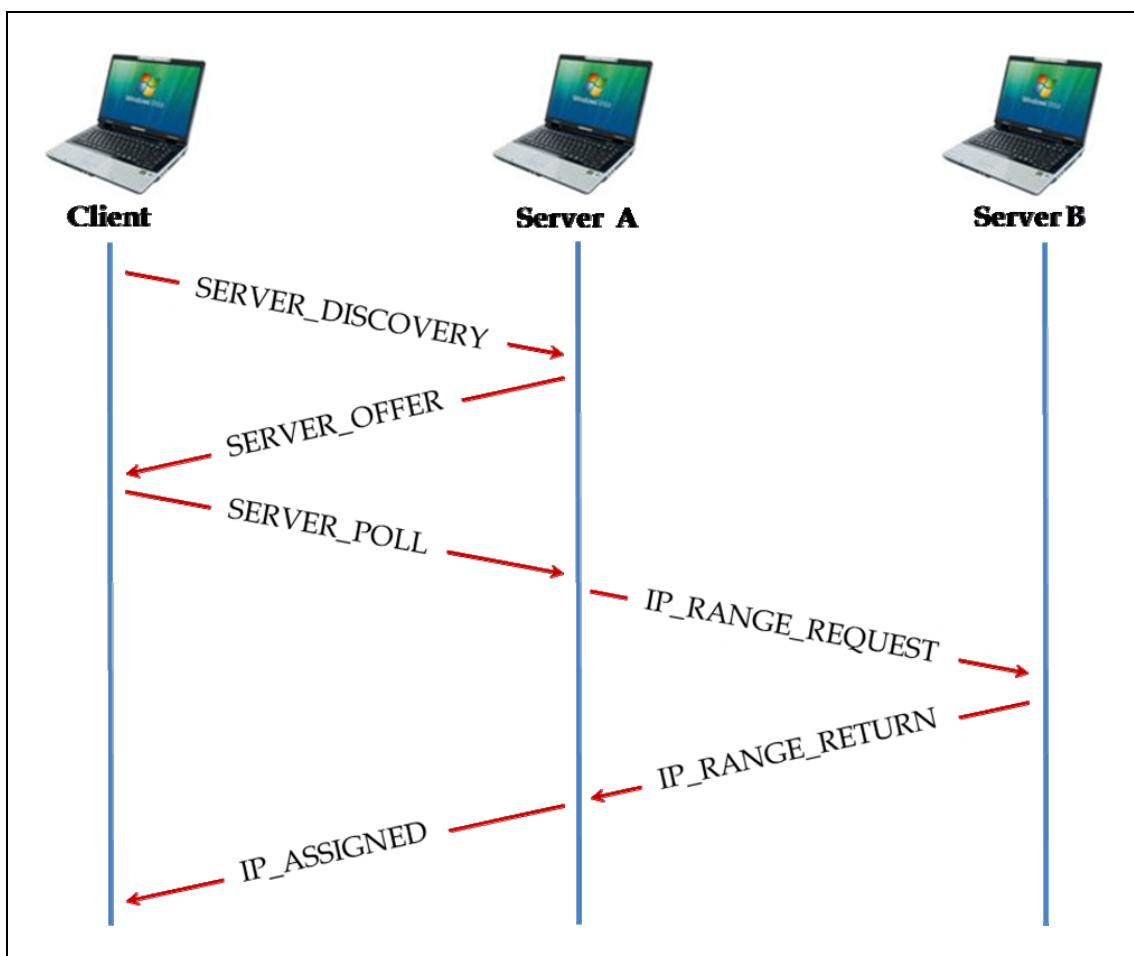 Client
Server A
Server B
SERVER_DISCOVERY
SERVER_OFFER
SERVER_POLL
IP_RANGE_REQUEST
IP_RANGE_RETURN
IP_ASSIGNED